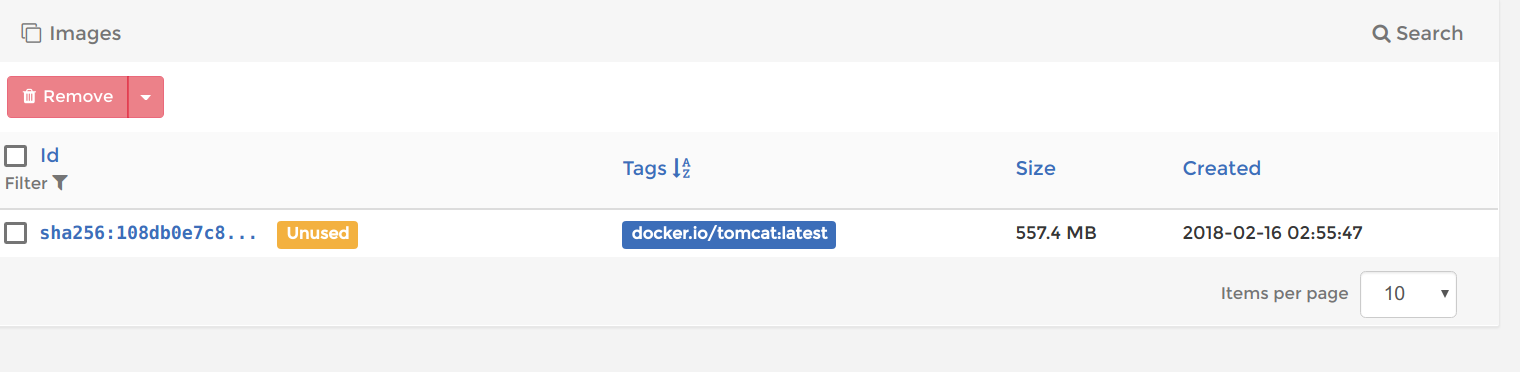 Images
Search
Remove
Id
Filter
Tags
Size
Created
sha256:108db0e7c8... Unused docker.io/tomcat:latest 557.4 MB 2018-02-16 02:55:47
Items per page 10